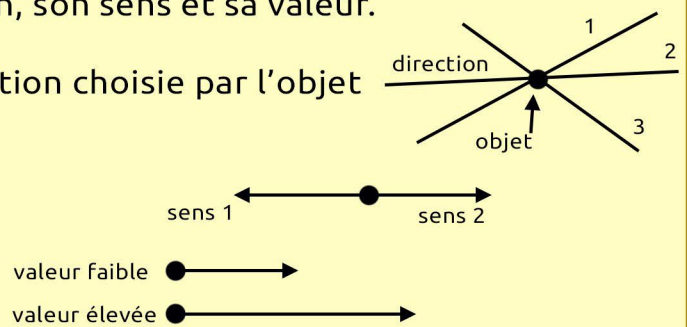 son sens et sa valeur.
1
2
direction
tion choisie par l'objet
3
objet
sens 1
sens 2
valeur faible
valeur élevée